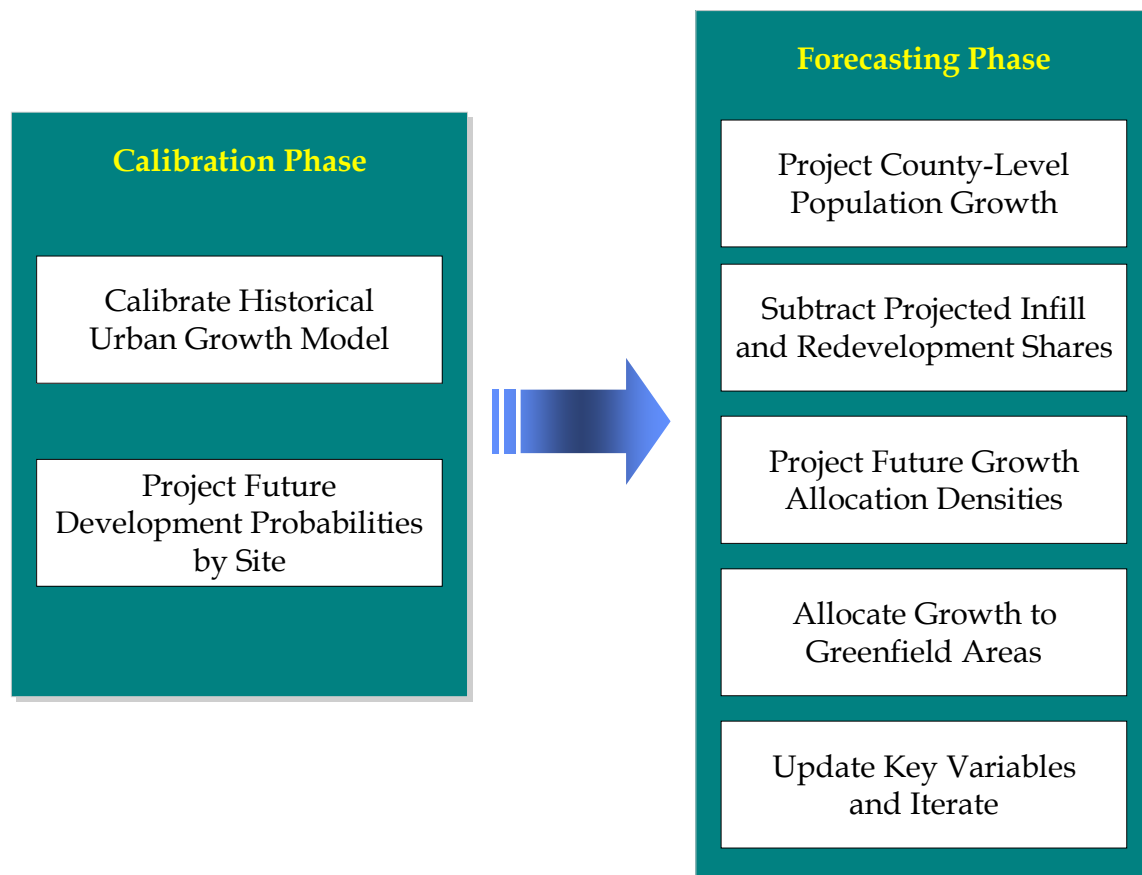 Calibration Phase
Calibrate Historical
Urban Growth Model
Project Future
Development Probabilities
by Site
Forecasting Phase
Project County-Level
Population Growth
Subtract Projected Infill
and Redevelopment Shares
Project Future Growth
Allocation Densities
Allocate Growth to
Greenfield Areas
Update Key Variables
and Iterate